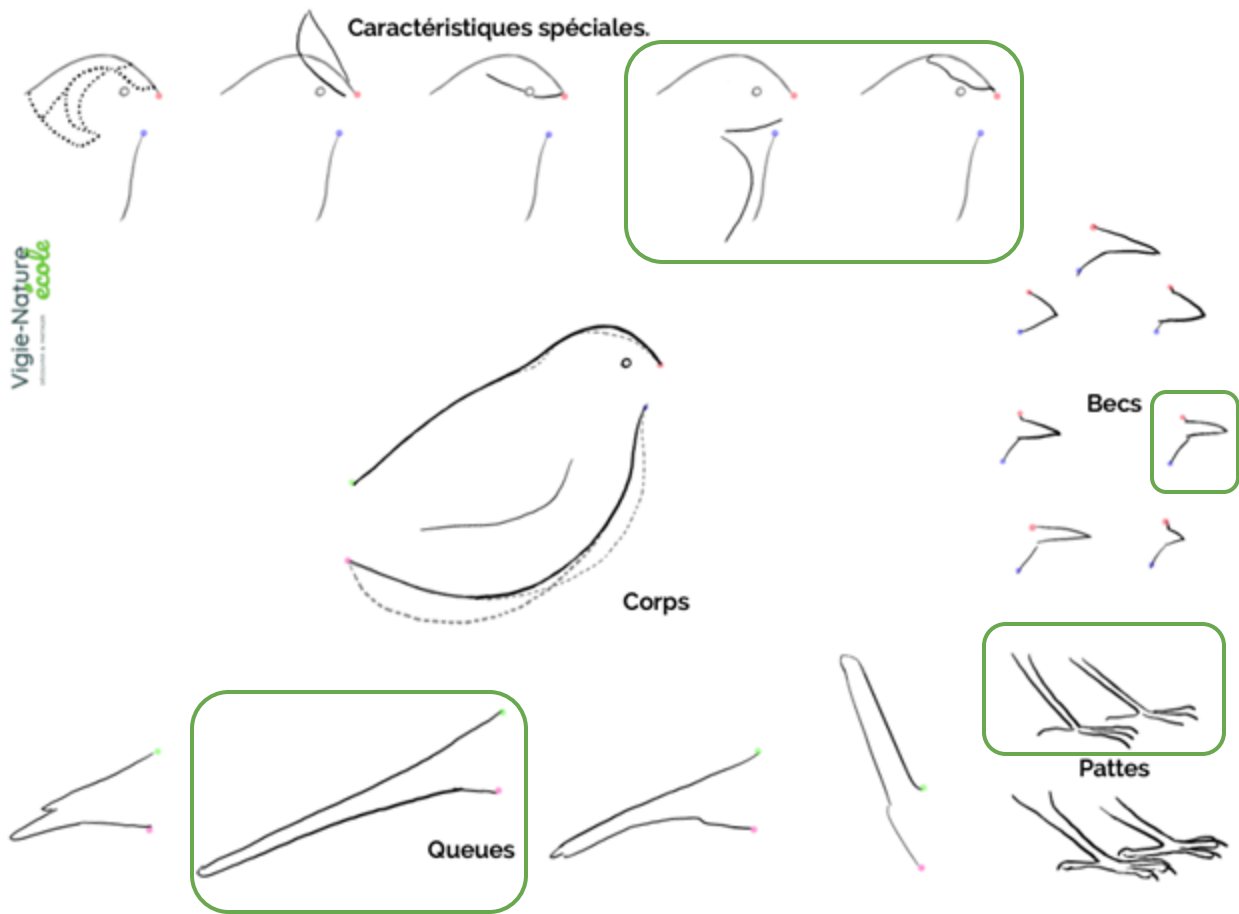 Caractéristiques spéciales.
Vigie-Nature
école
Becs
Corps
Queues
Pattes